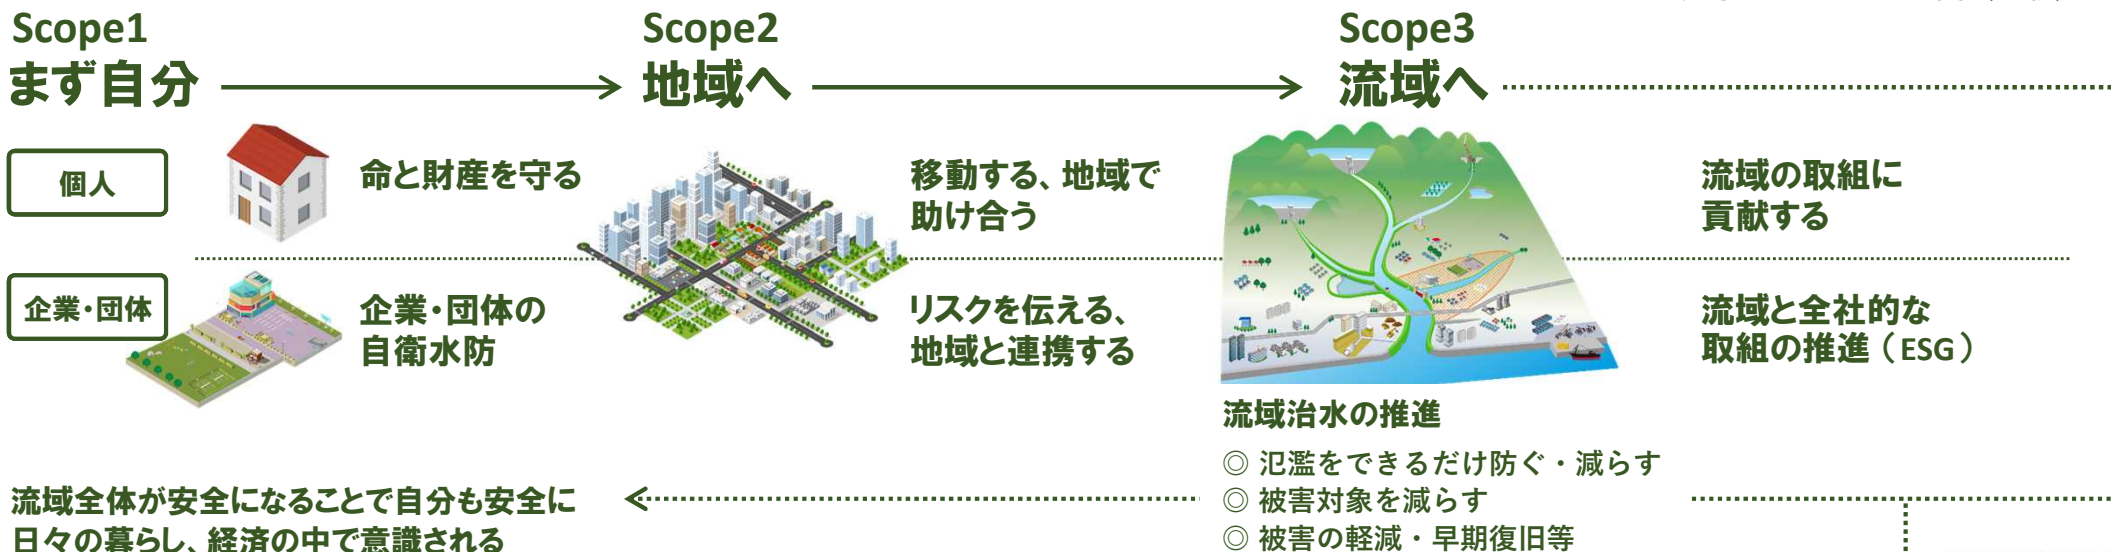 Scope1
まず自分
Scope2
地域へ
Scope3
流域へ
個人
命と財産を守る
移動する、地域で
助け合う
流域の取組に
貢献する
企業・団体
企業・団体の
自衛水防
リスクを伝える、
地域と連携する
流域と全社的な
取組の推進（ESG）
流域治水の推進
◎ 氾濫をできるだけ防ぐ・減らす
◎ 被害対象を減らす
◎ 被害の軽減・早期復旧等
流域全体が安全になることで自分も安全に
日々の暮らし、経済の中で意識される